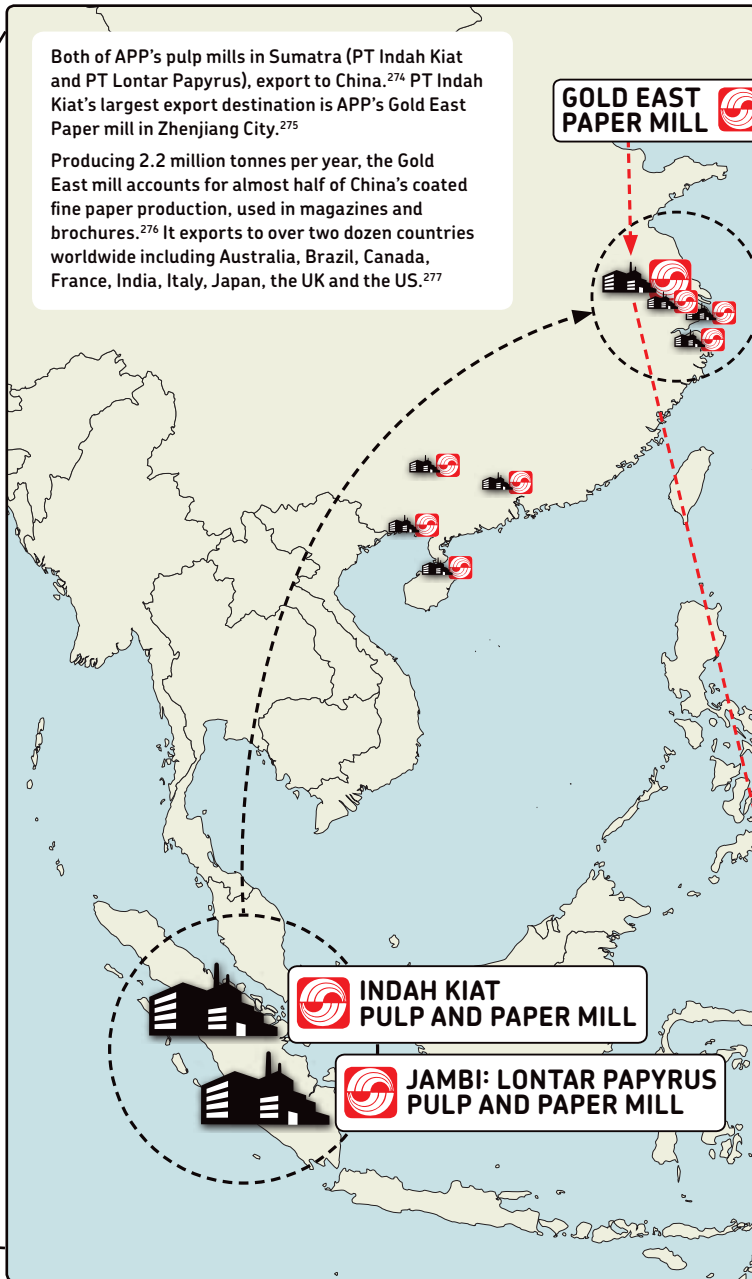 Both of APP's pulp mills in Sumatra (PT Indah Kiat
and PT Lontar Papyrus), export to China.²⁷⁴ PT Indah
Kiat's largest export destination is APP's Gold East
Paper mill in Zhenjiang City.²⁷⁵
Producing 2.2 million tonnes per year, the Gold
East mill accounts for almost half of China's coated
fine paper production, used in magazines and
brochures.²⁷⁶ It exports to over two dozen countries
worldwide including Australia, Brazil, Canada,
France, India, Italy, Japan, the UK and the US.²⁷⁷
GOLD EAST
PAPER MILL
INDAH KIAT
PULP AND PAPER MILL
JAMBI: LONTAR PAPYRUS
PULP AND PAPER MILL